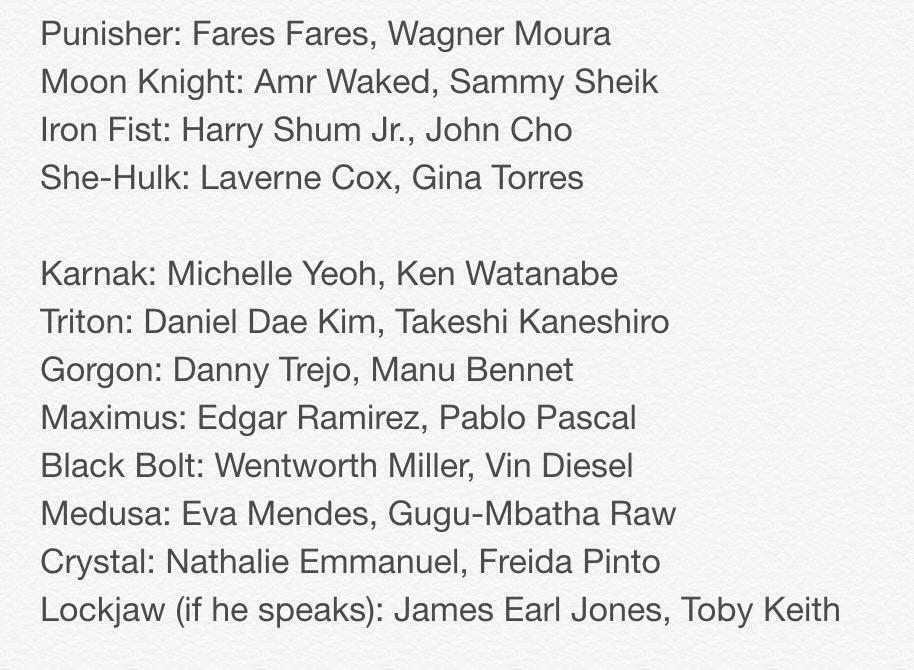 Punisher: Fares Fares, Wagner Moura
Moon Knight: Amr Waked, Sammy Sheik
Iron Fist: Harry Shum Jr., John Cho
She-Hulk: Laverne Cox, Gina Torres
Karnak: Michelle Yeoh, Ken Watanabe
Triton: Daniel Dae Kim, Takeshi Kaneshiro
Gorgon: Danny Trejo, Manu Bennet
Maximus: Edgar Ramirez, Pablo Pascal
Black Bolt: Wentworth Miller, Vin Diesel
Medusa: Eva Mendes, Gugu-Mbatha Raw
Crystal: Nathalie Emmanuel, Freida Pinto
Lockjaw (if he speaks): James Earl Jones, Toby Keith